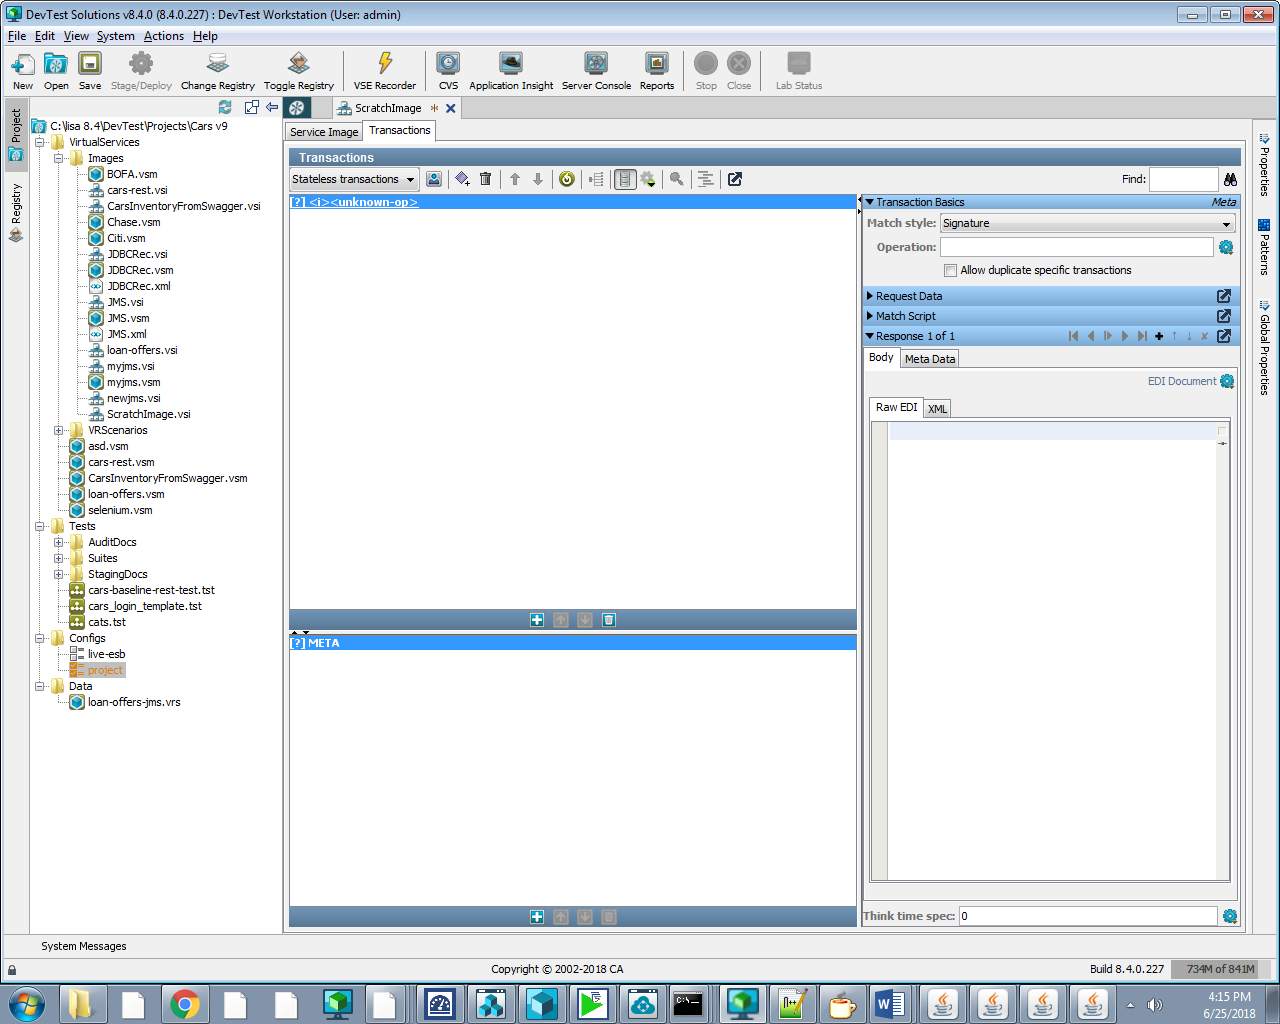 DevTest Solutions v8.4.0 (8.4.0.227) : DevTest Workstation (User: admin)
File Edit View System Actions Help
New Open Save Stage/Deploy Change Registry Toggle Registry VSE Recorder CVS Application Insight Server Console Reports Stop Close Lab Status
Project
Registry
C:\lisa 8.4\DevTest\Projects\Cars v9
VirtualServices
Images
BOFA.vsm
cars-rest.vsi
CarsInventoryFromSwagger.vsi
Chase.vsm
Citi.vsm
JDBCRec.vsi
JDBCRec.vsm
JDBCRec.xml
JMS.vsi
JMS.vsm
JMS.xml
loan-offers.vsi
myjms.vsi
myjms.vsm
newjms.vsi
ScratchImage.vsi
VRScenarios
asd.vsm
cars-rest.vsm
CarsInventoryFromSwagger.vsm
loan-offers.vsm
selenium.vsm
Tests
AuditDocs
Suites
StagingDocs
cars-baseline-rest-test.tst
cars_login_template.tst
cats.tst
Configs
live-esb
project
Data
loan-offers-jms.vrs
ScratchImage
Service Image Transactions
Transactions
Stateless transactions
Find:
[?] <i><unknown-op>
[?] META
Transaction Basics Meta
Match style: Signature
Operation:
Allow duplicate specific transactions
Request Data
Match Script
Response 1 of 1
Body Meta Data
EDI Document
Raw EDI XML
Think time spec: 0
Properties
Patterns
Global Properties
System Messages
Copyright © 2002-2018 CA
Build 8.4.0.227 734M of 841M
4:15 PM
6/25/2018